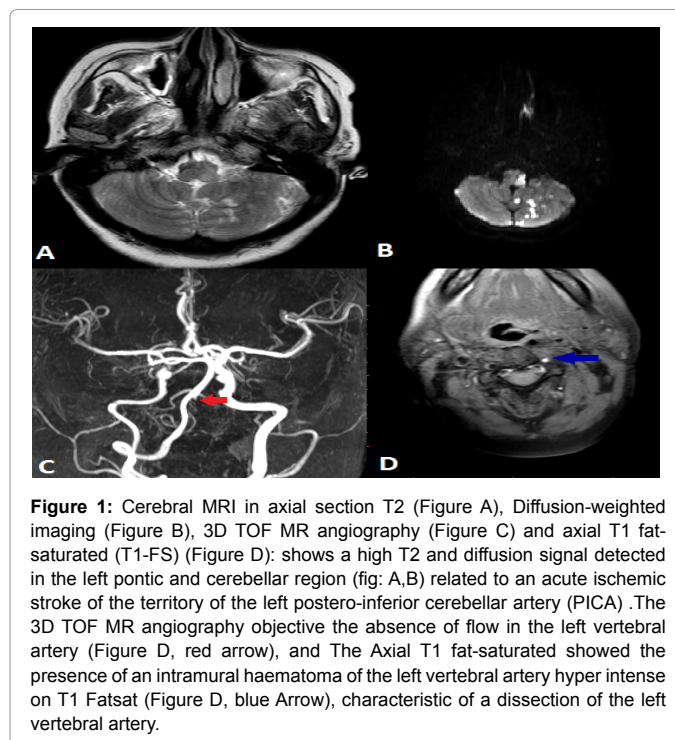 A
B
C
D
Figure 1: Cerebral MRI in axial section T2 (Figure A), Diffusion-weighted
imaging (Figure B), 3D TOF MR angiography (Figure C) and axial T1 fat-
saturated (T1-FS) (Figure D): shows a high T2 and diffusion signal detected
in the left pontic and cerebellar region (fig: A,B) related to an acute ischemic
stroke of the territory of the left postero-inferior cerebellar artery (PICA) .The
3D TOF MR angiography objective the absence of flow in the left vertebral
artery (Figure D, red arrow), and The Axial T1 fat-saturated showed the
presence of an intramural haematoma of the left vertebral artery hyper intense
on T1 Fatsat (Figure D, blue Arrow), characteristic of a dissection of the left
vertebral artery.